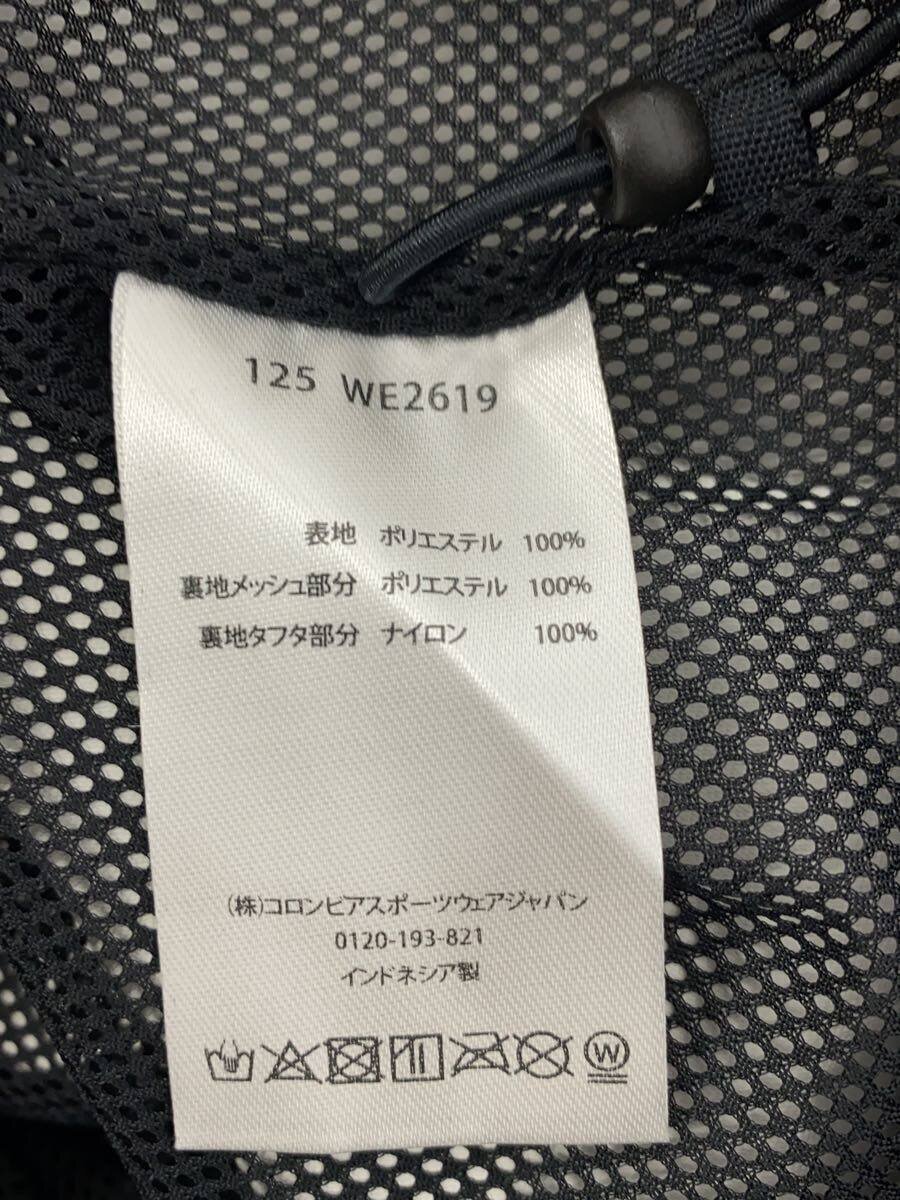 125 WE2619
表地 ポリエステル 100%
裏地メッシュ部分 ポリエステル 100%
裏地タフタ部分 ナイロン 100%
(株)コロンビアスポーツウェアジャパン
0120-193-821
インドネシア製
W